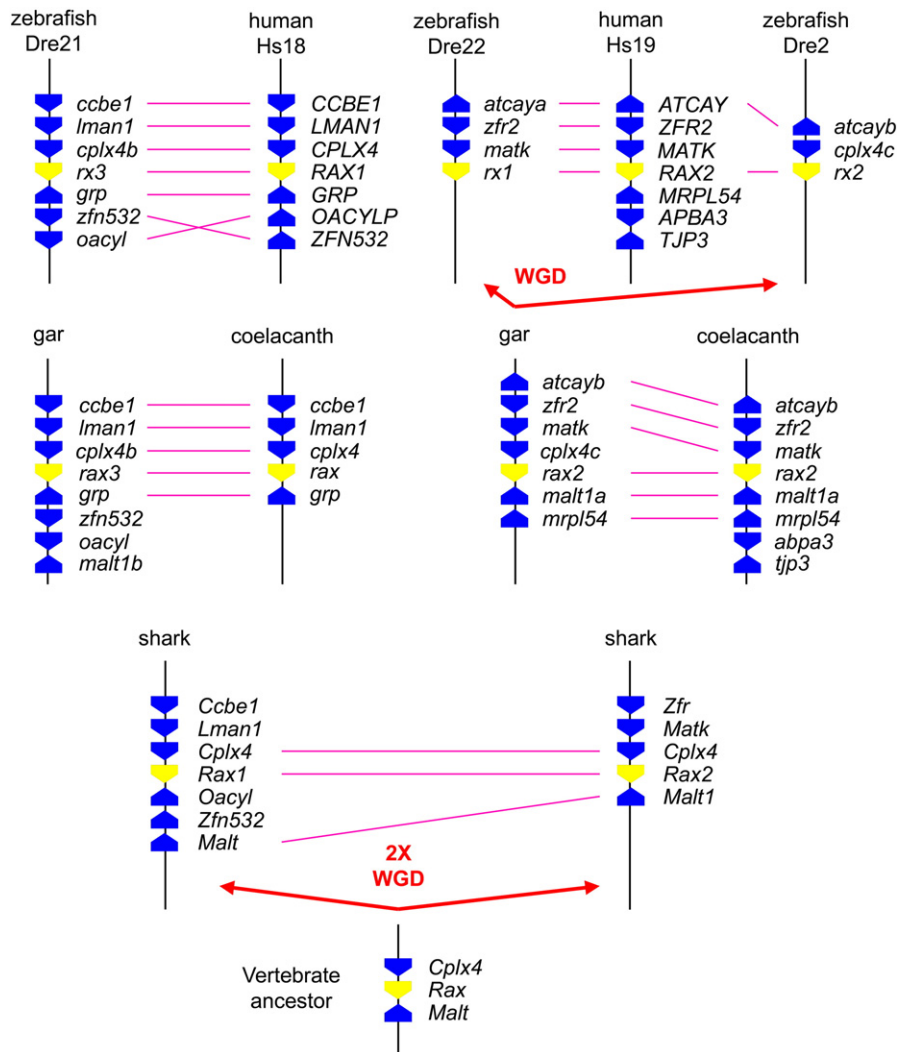 zebrafish
Dre21
human
Hs18
zebrafish
Dre22
human
Hs19
zebrafish
Dre2
ccbe1
lman1
cplx4b
rx3
grp
zfn532
oacyl
CCBE1
LMAN1
CPLX4
RAX1
GRP
OACYLP
ZFN532
atcaya
zfr2
matk
rx1
ATCAY
ZFR2
MATK
RAX2
MRPL54
APBA3
TJP3
atcayb
cplx4c
rx2
WGD
gar
coelacanth
gar
coelacanth
ccbe1
lman1
cplx4b
rax3
grp
zfn532
oacyl
malt1b
ccbe1
lman1
cplx4
rax
grp
atcayb
zfr2
matk
cplx4c
rax2
malt1a
mrpl54
atcayb
zfr2
matk
rax2
malt1a
mrpl54
abpa3
tjp3
shark
shark
Ccbe1
Lman1
Cplx4
Rax1
Oacyl
Zfn532
Malt
Zfr
Matk
Cplx4
Rax2
Malt1
2X
WGD
Vertebrate
ancestor
Cplx4
Rax
Malt